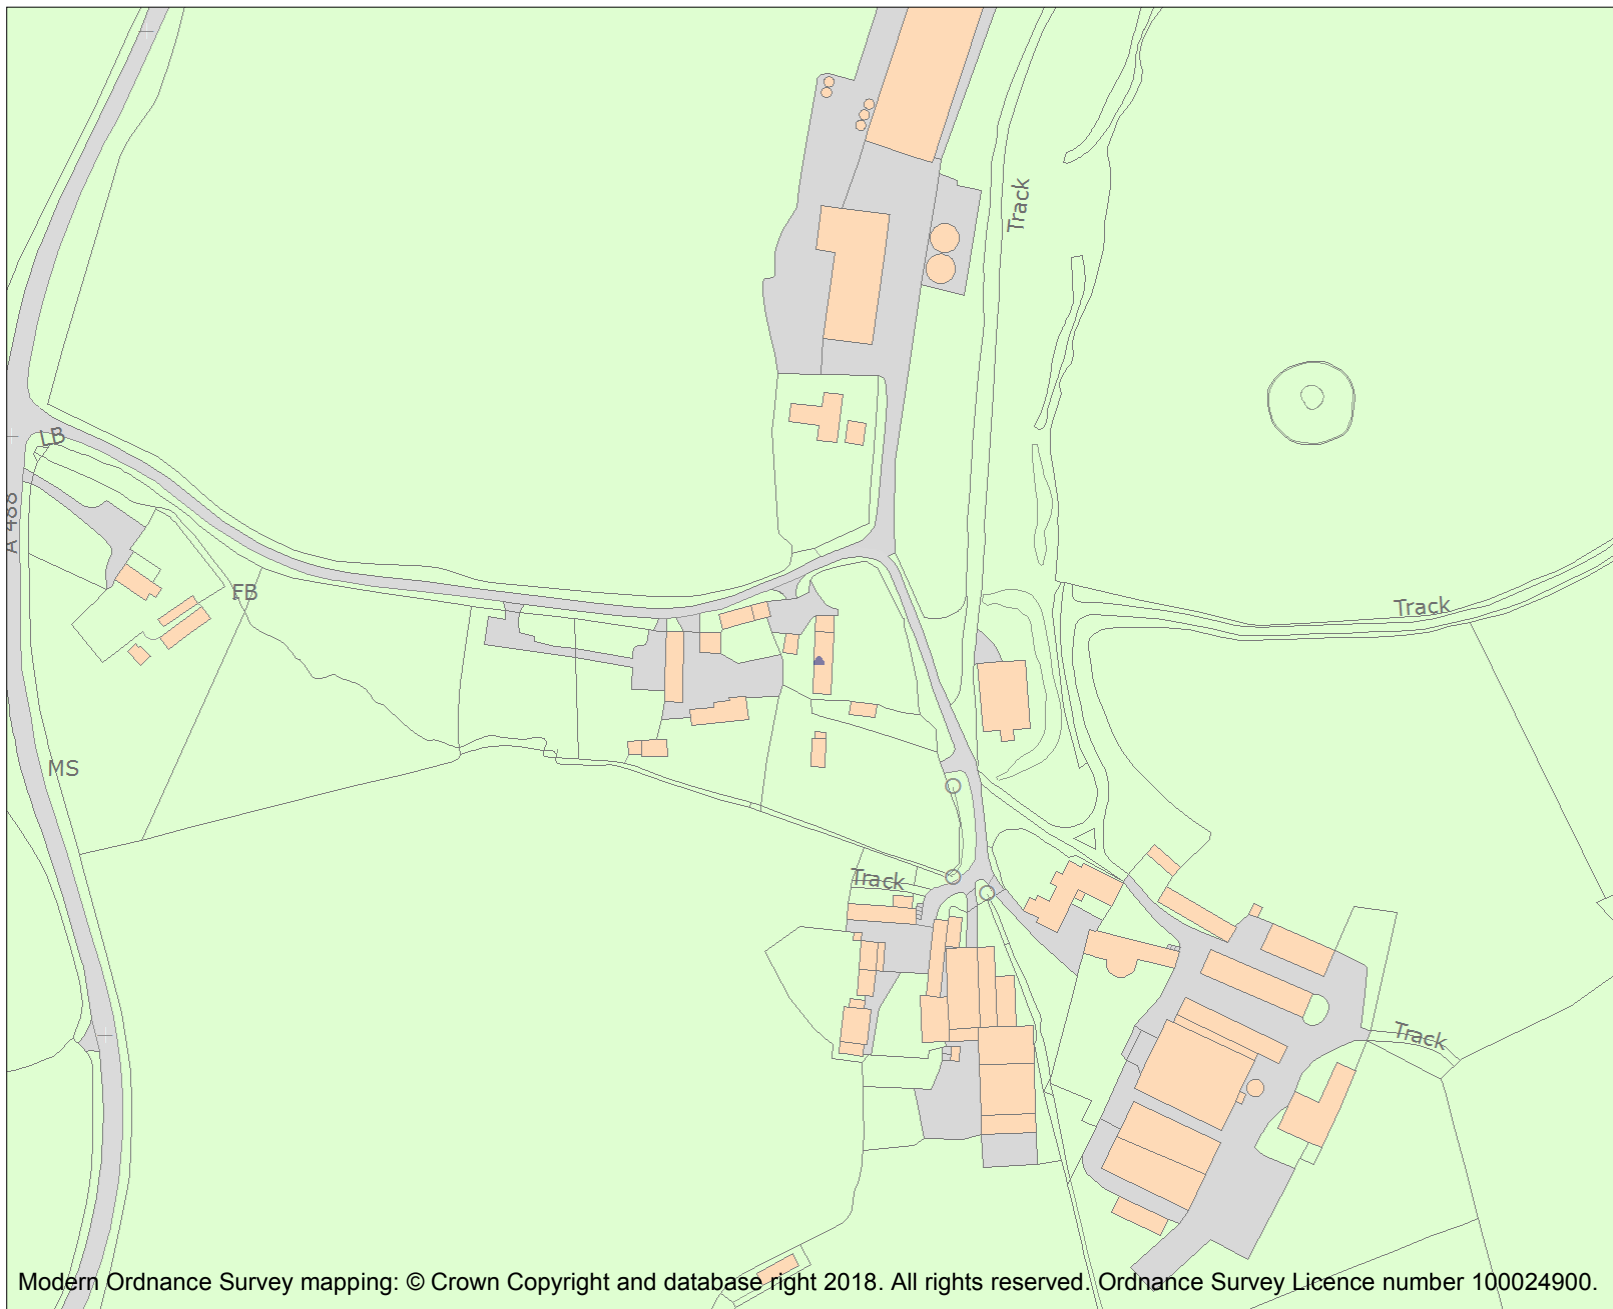 Track
LB
A 488
FB
Track
MS
Track
Track
Modern Ordnance Survey mapping: © Crown Copyright and database right 2018. All rights reserved. Ordnance Survey Licence number 100024900.